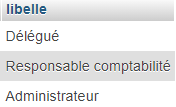 libelle
Délégué
Responsable comptabilité
Administrateur